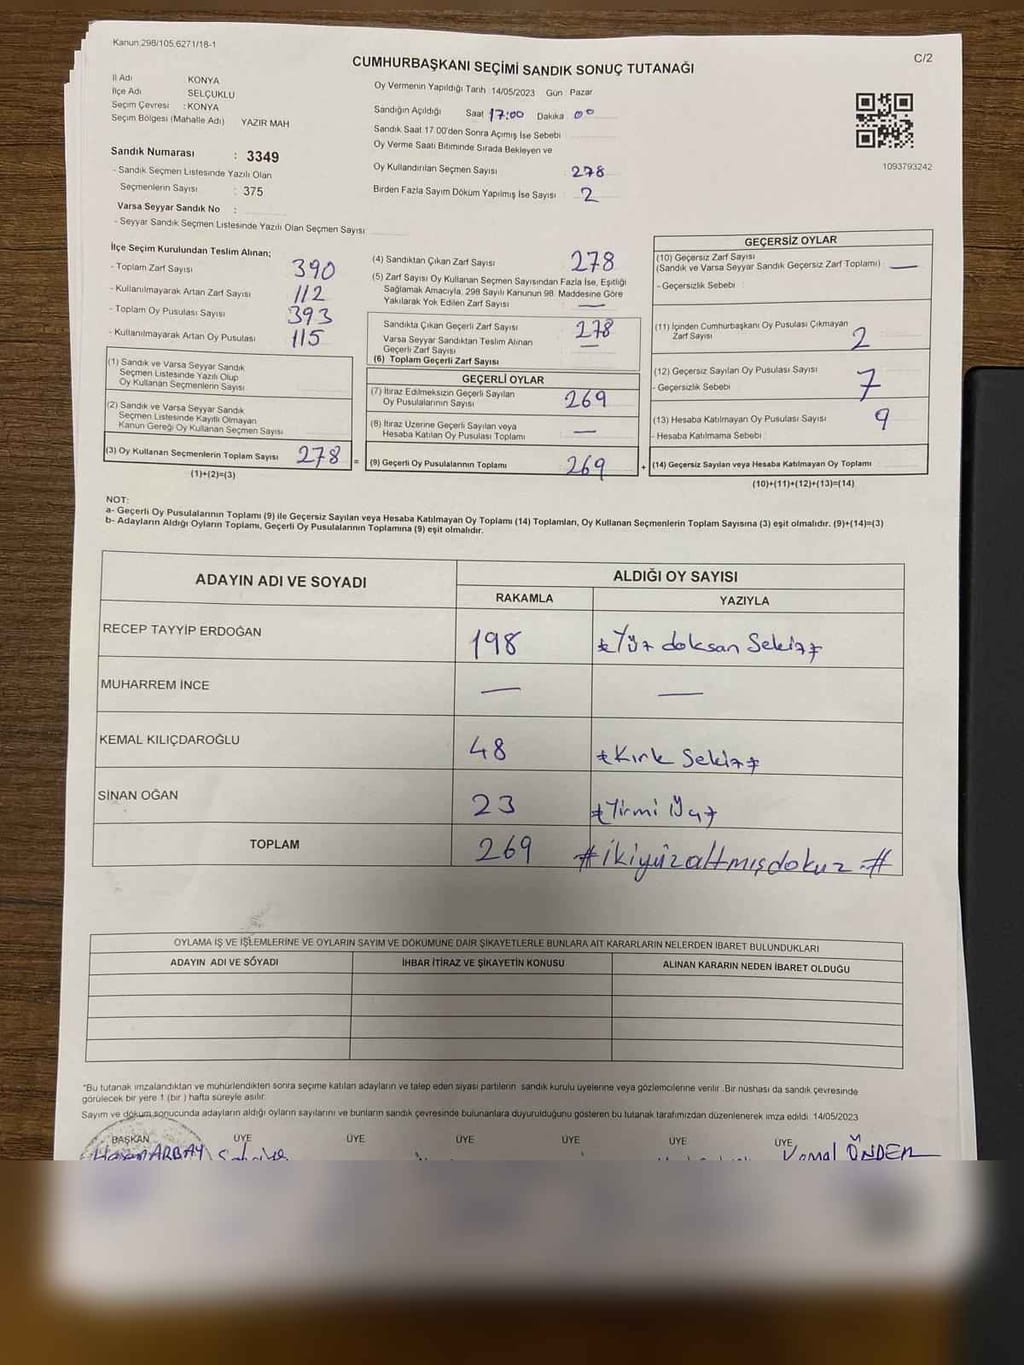 Kanun.298/105.6271/18-1
C/2
CUMHURBAŞKANI SEÇİMİ SANDIK SONUÇ TUTANAĞI
İl Adı KONYA
İlçe Adı SELÇUKLU
Seçim Çevresi : KONYA
Seçim Bölgesi (Mahalle Adı) YAZIR MAH
Sandık Numarası : 3349
- Sandık Seçmen Listesinde Yazılı Olan
Seçmenlerin Sayısı : 375
Varsa Seyyar Sandık No :
- Seyyar Sandık Seçmen Listesinde Yazılı Olan Seçmen Sayısı
Oy Vermenin Yapıldığı Tarih 14/05/2023 Gün Pazar
Sandığın Açıldığı Saat 17:00 Dakika 00
Sandık Saat 17.00'den Sonra Açımış İse Sebebi
Oy Verme Saati Bitiminde Sırada Bekleyen ve
Oy Kullandırılan Seçmen Sayısı 278
Birden Fazla Sayım Döküm Yapılmış İse Sayısı 2
1093793242
İlçe Seçim Kurulundan Teslim Alınan;
- Toplam Zarf Sayısı 390
- Kullanılmayarak Artan Zarf Sayısı 112
- Toplam Oy Pusulası Sayısı 393
- Kullanılmayarak Artan Oy Pusulası 115
(1) Sandık ve Varsa Seyyar Sandık
Seçmen Listesinde Yazılı Olup
Oy Kullanan Seçmenlerin Sayısı
(2) Sandık ve Varsa Seyyar Sandık
Seçmen Listesinde Kayıtlı Olmayan
Kanun Gereği Oy Kullanan Seçmen Sayısı
(3) Oy Kullanan Seçmenlerin Toplam Sayısı 278 =
(1)+(2)=(3)
(4) Sandıktan Çıkan Zarf Sayısı 278
(5) Zarf Sayısı Oy Kullanan Seçmen Sayısından Fazla İse, Eşitliği
Sağlamak Amacıyla, 298 Sayılı Kanunun 98. Maddesine Göre
Yakılarak Yok Edilen Zarf Sayısı —
Sandıkta Çıkan Geçerli Zarf Sayısı 278
Varsa Seyyar Sandıktan Teslim Alınan
Geçerli Zarf Sayısı —
(6) Toplam Geçerli Zarf Sayısı
GEÇERLİ OYLAR
(7) İtiraz Edilmeksizin Geçerli Sayılan
Oy Pusulalarının Sayısı 269
(8) İtiraz Üzerine Geçerli Sayılan veya
Hesaba Katılan Oy Pusulası Toplamı —
(9) Geçerli Oy Pusulalarının Toplamı 269 +
GEÇERSİZ OYLAR
(10) Geçersiz Zarf Sayısı
(Sandık ve Varsa Seyyar Sandık Geçersiz Zarf Toplamı) —
- Geçersizlik Sebebi
(11) İçinden Cumhurbaşkanı Oy Pusulası Çıkmayan
Zarf Sayısı 2
(12) Geçersiz Sayılan Oy Pusulası Sayısı 7
- Geçersizlik Sebebi
(13) Hesaba Katılmayan Oy Pusulası Sayısı 9
- Hesaba Katılmama Sebebi
(14) Geçersiz Sayılan veya Hesaba Katılmayan Oy Toplamı
(10)+(11)+(12)+(13)=(14)
NOT:
a- Geçerli Oy Pusulalarının Toplamı (9) ile Geçersiz Sayılan veya Hesaba Katılmayan Oy Toplamı (14) Toplamları, Oy Kullanan Seçmenlerin Toplam Sayısına (3) eşit olmalıdır. (9)+(14)=(3)
b- Adayların Aldığı Oyların Toplamı, Geçerli Oy Pusulalarının Toplamına (9) eşit olmalıdır.
ADAYIN ADI VE SOYADI ALDIĞI OY SAYISI
RAKAMLA YAZIYLA
RECEP TAYYİP ERDOĞAN 198 Yüz doksan Sekiz
MUHARREM İNCE — —
KEMAL KILIÇDAROĞLU 48 Kırk Sekiz
SİNAN OĞAN 23 Yirmi Üç
TOPLAM 269 # ikiyüzaltmışdokuz.#
OYLAMA İŞ VE İŞLEMLERİNE VE OYLARIN SAYIM VE DÖKÜMÜNE DAİR ŞİKAYETLERLE BUNLARA AİT KARARLARIN NELERDEN İBARET BULUNDUKLARI
ADAYIN ADI VE SOYADI İHBAR İTİRAZ VE ŞİKAYETİN KONUSU ALINAN KARARIN NEDEN İBARET OLDUĞU
*Bu tutanak imzalandıktan ve mühürlendikten sonra seçime katılan adayların ve talep eden siyasi partilerin sandık kurulu üyelerine veya gözlemcilerine verilir. Bir nüshası da sandık çevresinde
görülecek bir yere 1 (bir) hafta süreyle asılır.
Sayım ve döküm sonucunda adayların aldığı oyların sayılarını ve bunların sandık çevresinde bulunanlara duyurulduğunu gösteren bu tutanak tarafımızdan düzenlenerek imza edildi. 14/05/2023
BAŞKAN ÜYE ÜYE ÜYE ÜYE ÜYE ÜYE
Hasan ARBAY Kemal ÖNDER